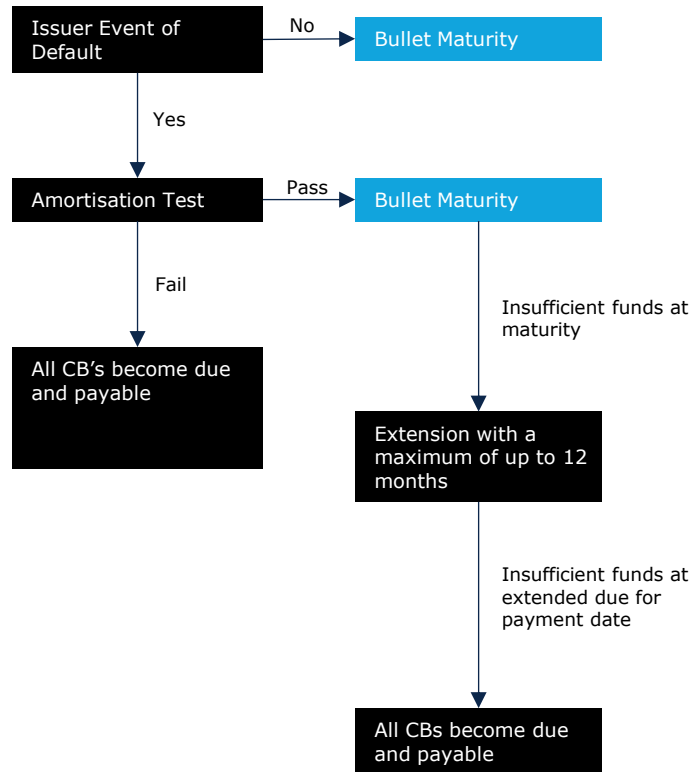 Issuer Event of
Default
No
Bullet Maturity
Yes
Amortisation Test
Pass
Bullet Maturity
Fail
Insufficient funds at
maturity
All CB's become due
and payable
Extension with a
maximum of up to 12
months
Insufficient funds at
extended due for
payment date
All CBs become due
and payable